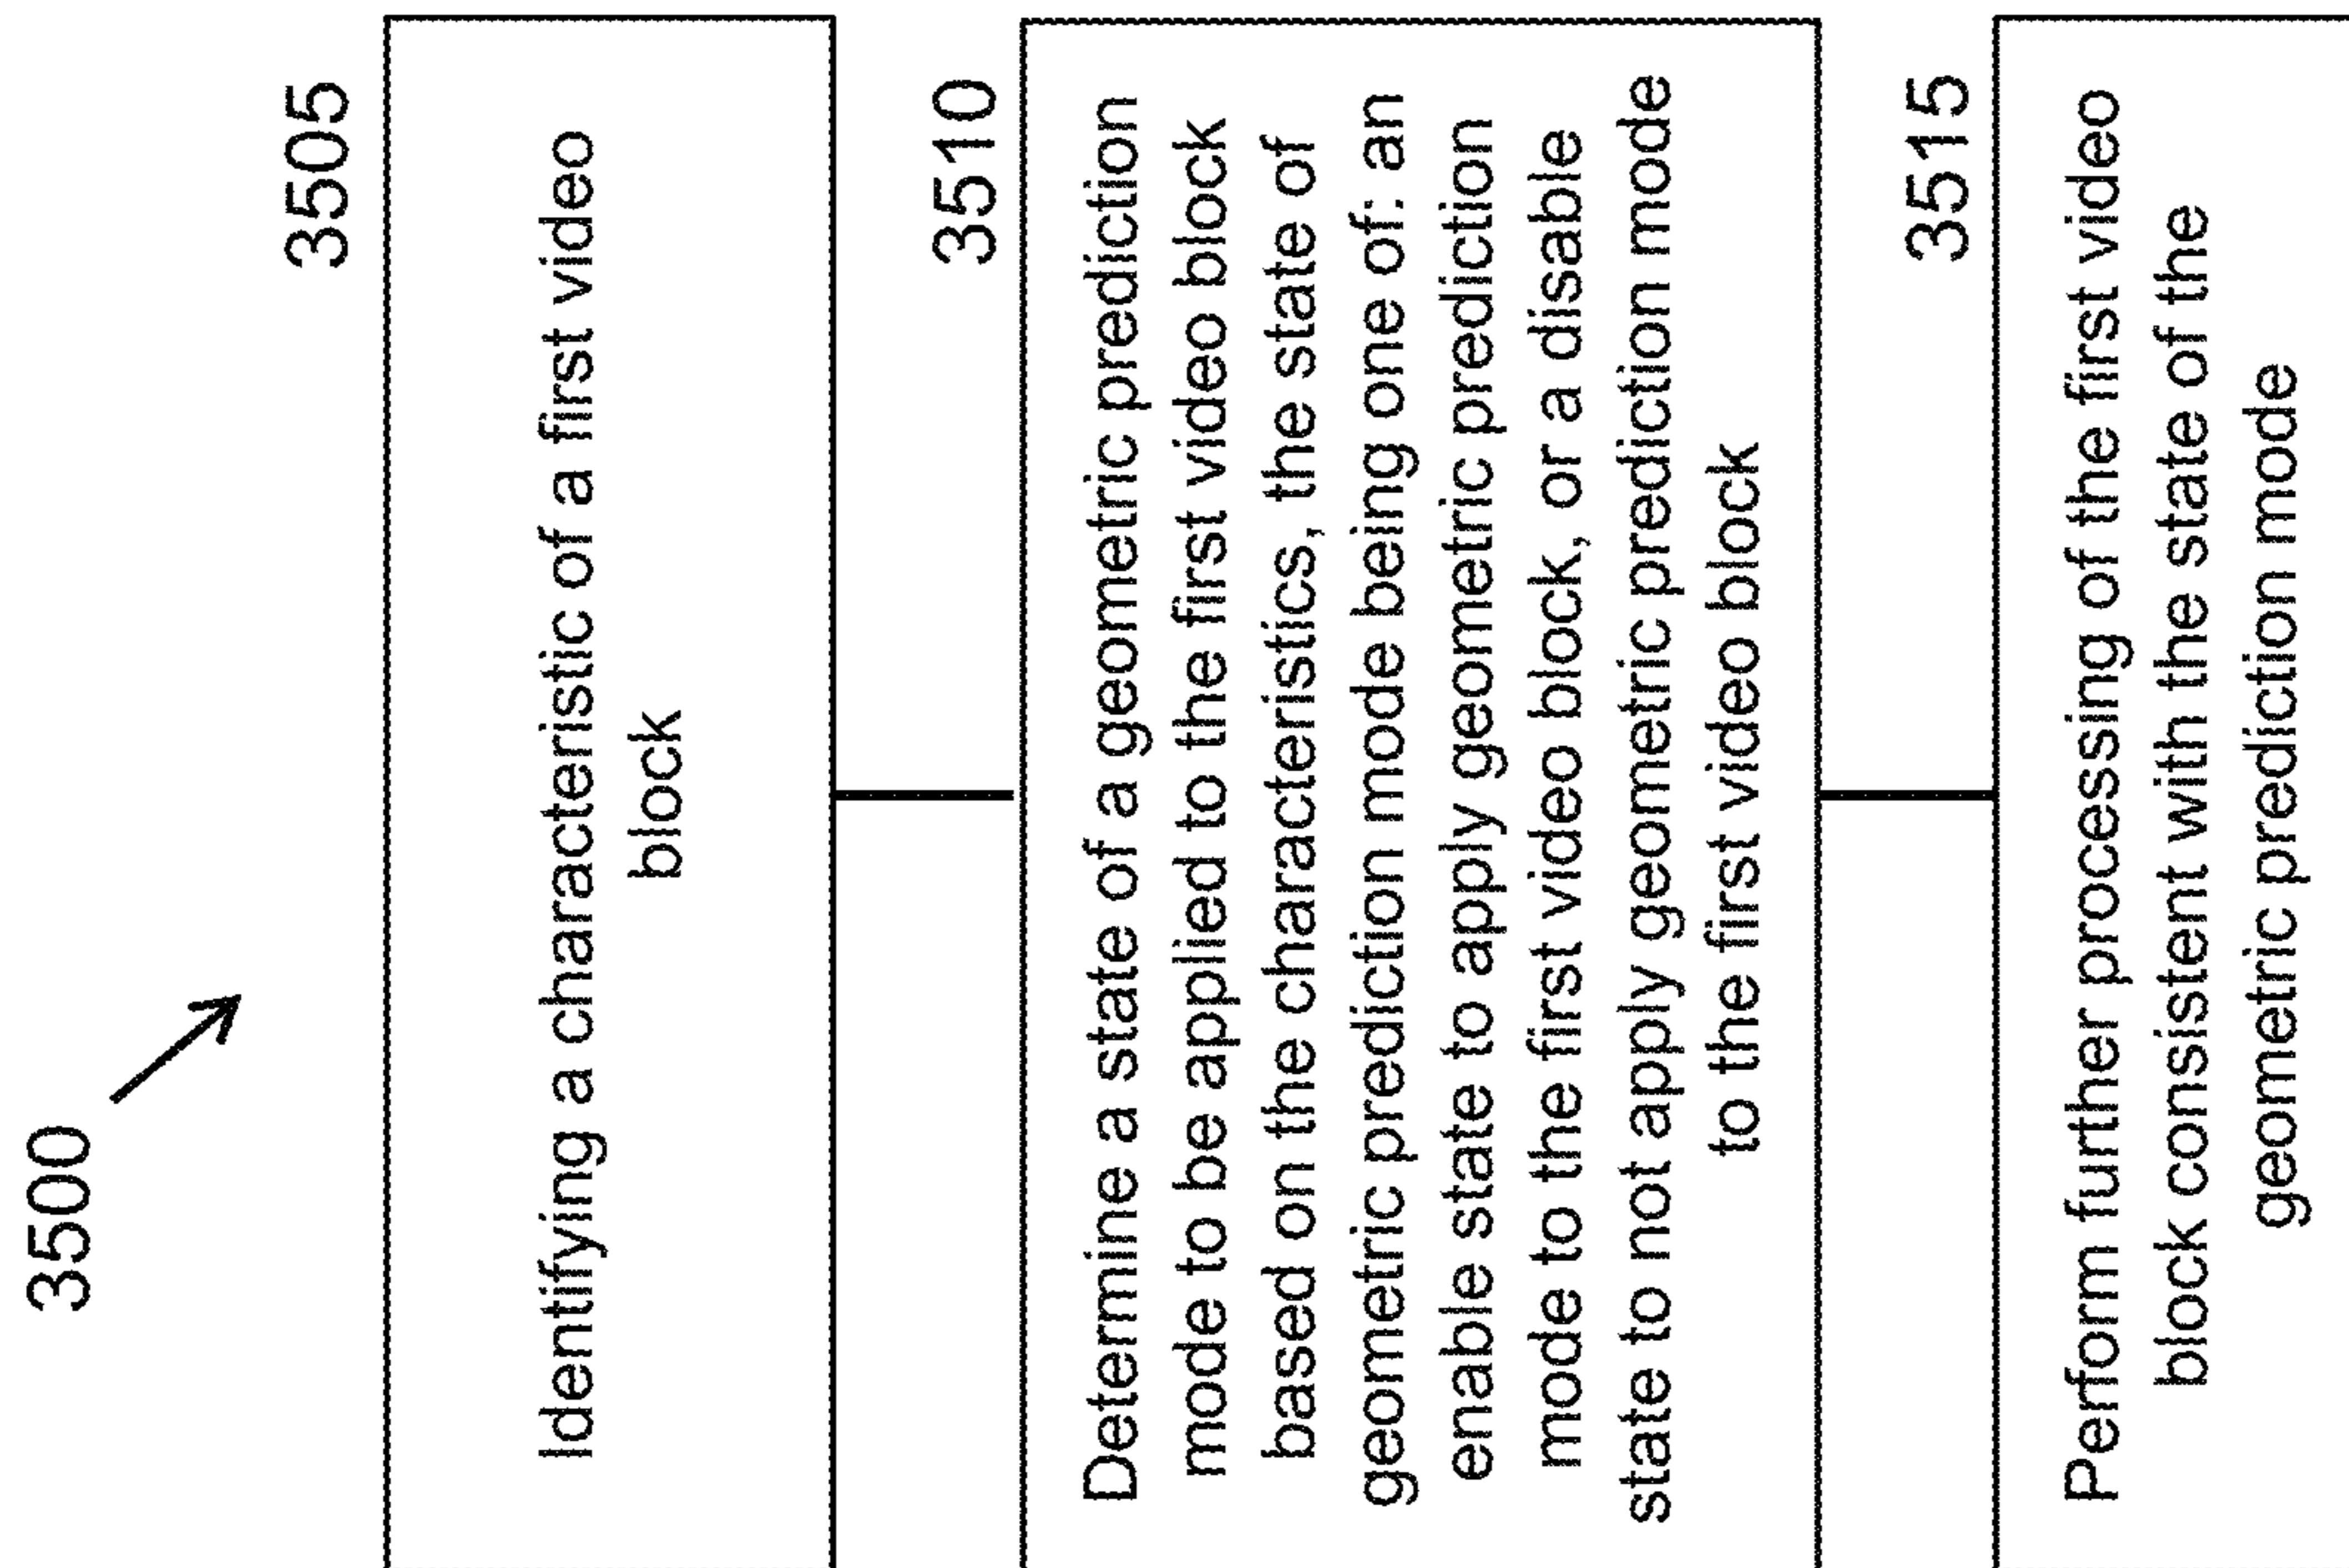 3500
3505
Identifying a characteristic of a first video
block
3510
Determine a state of a geometric prediction
mode to be applied to the first video block
based on the characteristics, the state of
geometric prediction mode being one of: an
enable state to apply geometric prediction
mode to the first video block, or a disable
state to not apply geometric prediction mode
to the first video block
3515
Perform further processing of the first video
block consistent with the state of the
geometric prediction mode